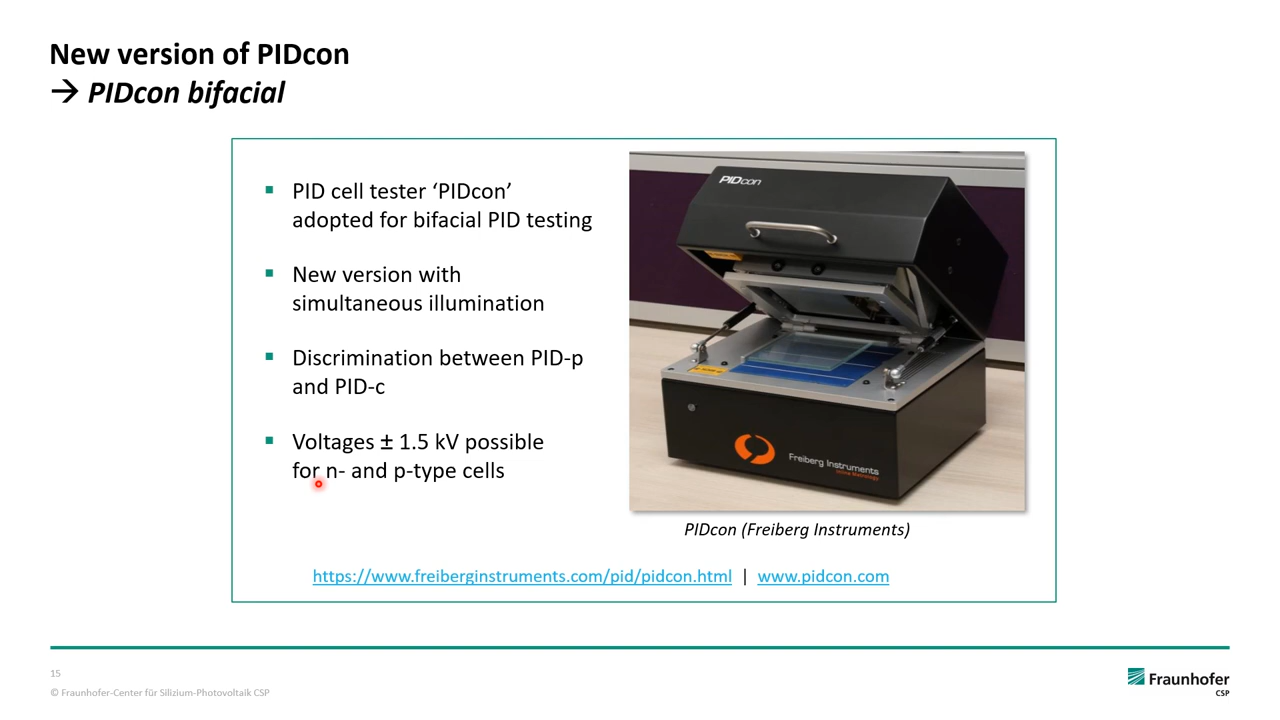 New version of PIDcon
→ PIDcon bifacial
▪ PID cell tester ‘PIDcon’
adopted for bifacial PID testing
▪ New version with
simultaneous illumination
▪ Discrimination between PID-p
and PID-c
▪ Voltages ± 1.5 kV possible
for n- and p-type cells
PIDcon
Freiberg Instruments
PIDcon (Freiberg Instruments)
https://www.freiberginstruments.com/pid/pidcon.html | www.pidcon.com
15
© Fraunhofer-Center für Silizium-Photovoltaik CSP
Fraunhofer
CSP